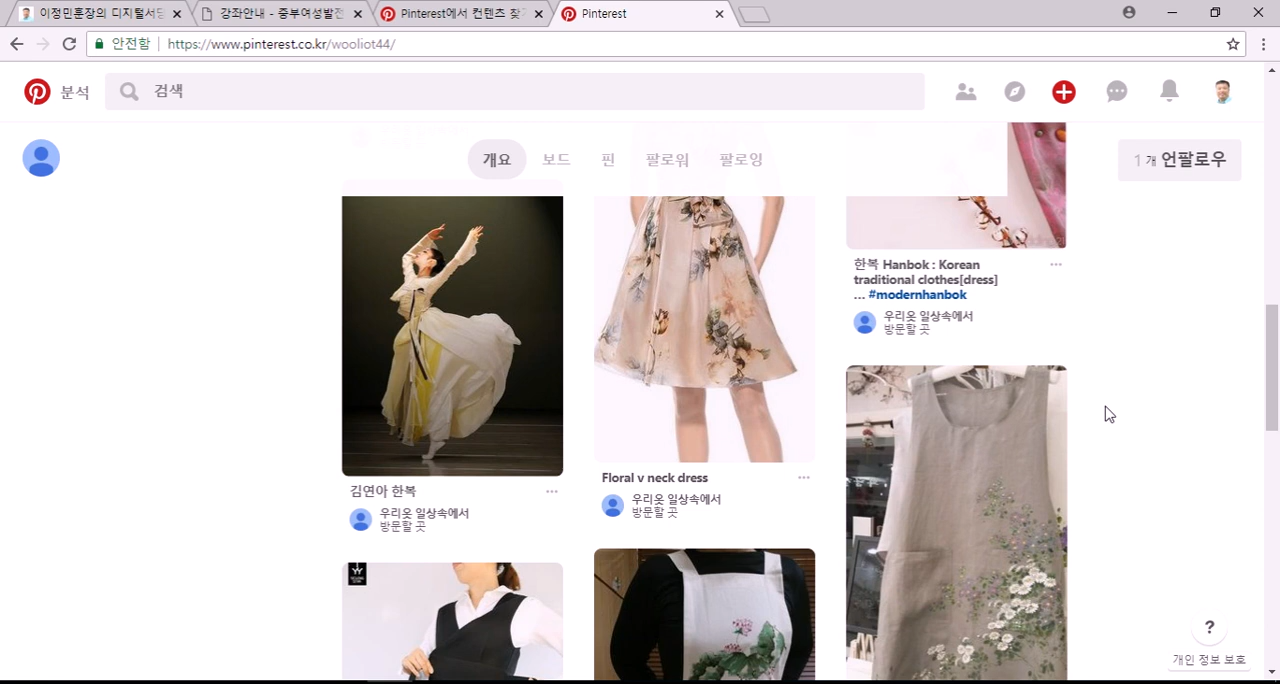 이정민훈장의 디지털서당
강좌안내 - 중부여성발전
Pinterest에서 컨텐츠 찾기
Pinterest
안전함
https://www.pinterest.co.kr/wooliot44/
분석
검색
개요
보드
핀
팔로워
팔로잉
1 개 언팔로우
한복 Hanbok : Korean
traditional clothes[dress]
... #modernhanbok
우리옷 일상속에서
방문할 곳
Floral v neck dress
우리옷 일상속에서
방문할 곳
김연아 한복
우리옷 일상속에서
방문할 곳
?
개인 정보 보호